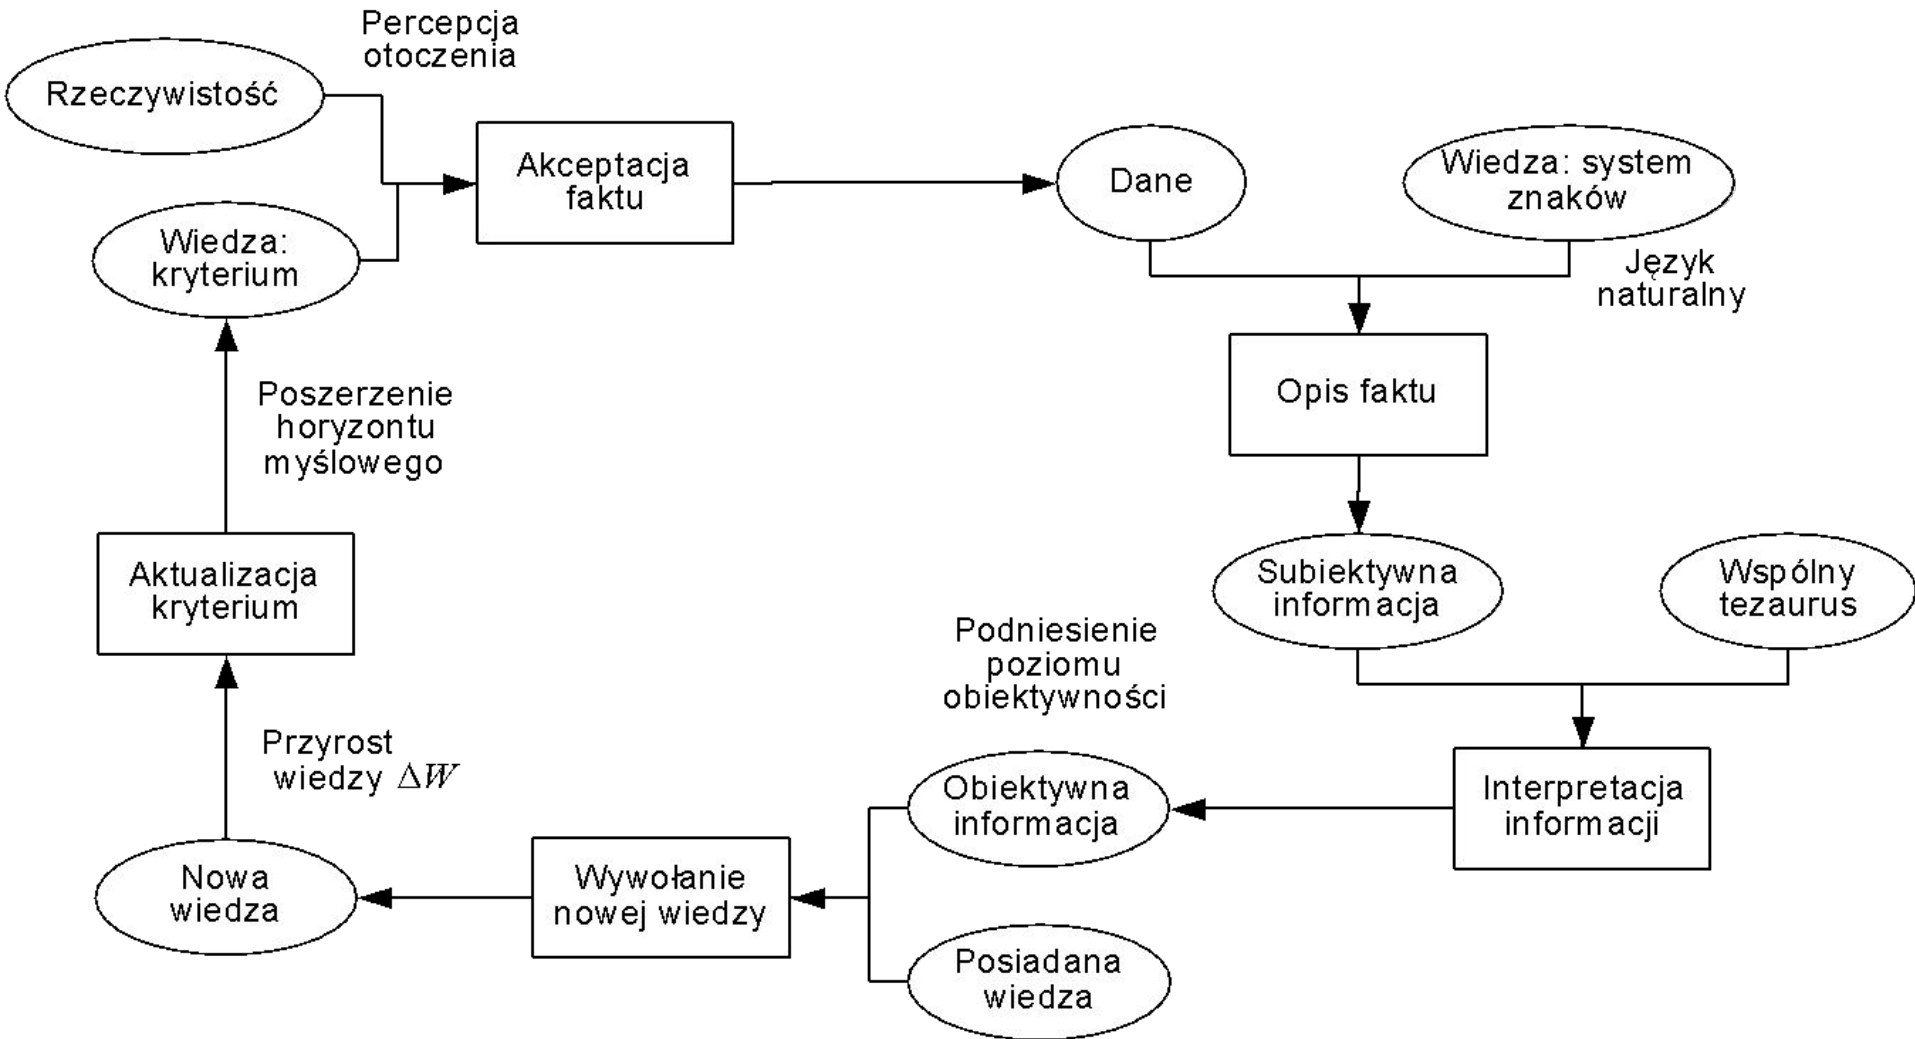 Percepcja
otoczenia
Rzeczywistość
Akceptacja
faktu
Dane
Wiedza: system
znaków
Wiedza:
kryterium
Język
naturalny
Poszerzenie
horyzontu
myślowego
Opis faktu
Aktualizacja
kryterium
Subiektywna
informacja
Wspólny
tezaurus
Podniesienie
poziomu
obiektywności
Przyrost
wiedzy ΔW
Obiektywna
informacja
Interpretacja
informacji
Nowa
wiedza
Wywołanie
nowej wiedzy
Posiadana
wiedza